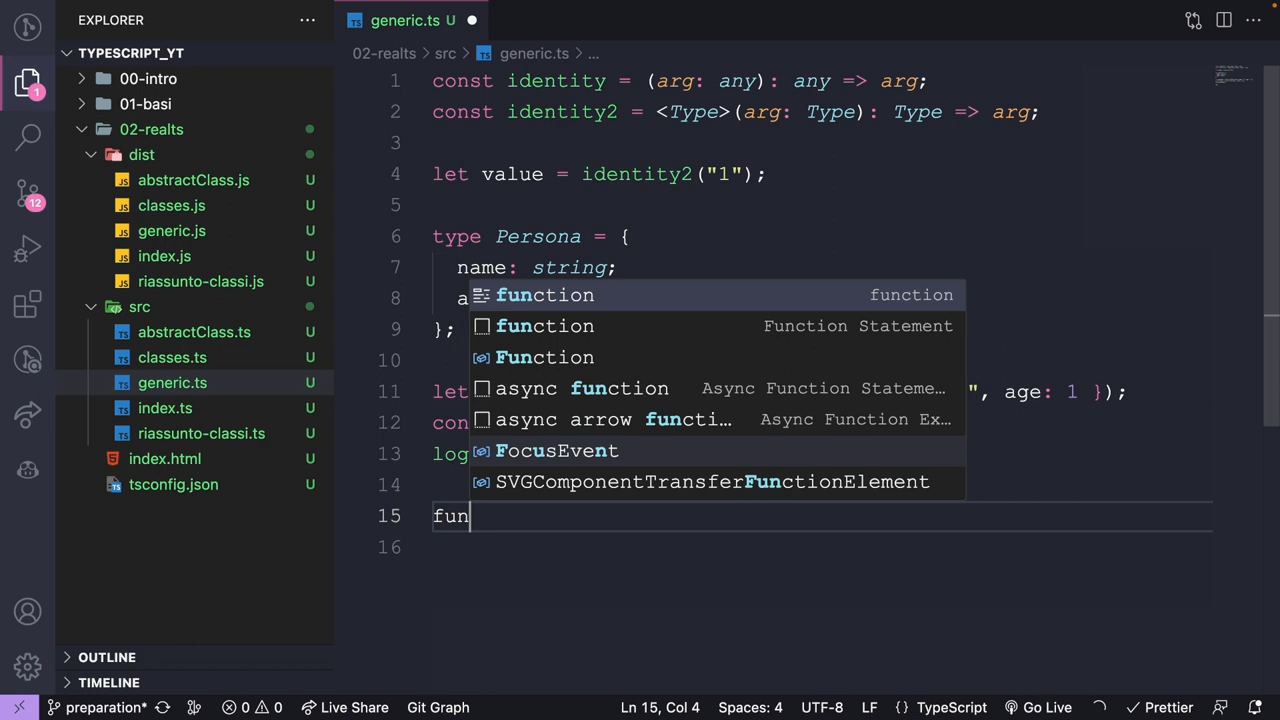 EXPLORER
generic.ts U
TYPESCRIPT_YT
02-realts > src > generic.ts > ...
00-intro
01-basi
02-realts
dist
abstractClass.js U
classes.js U
generic.js U
index.js U
riassunto-classi.js U
src
abstractClass.ts U
classes.ts U
generic.ts U
index.ts U
riassunto-classi.ts U
index.html U
tsconfig.json U
OUTLINE
TIMELINE
1
12
1 const identity = (arg: any): any => arg;
2 const identity2 = <Type>(arg: Type): Type => arg;
3
4 let value = identity2("1");
5
6 type Persona = {
7 name: string;
8 a
9 };
10
11 let ", age: 1 });
12 con
13 log
14
15 fun
16
function function
function Function Statement
Function
async function Async Function Stateme…
async arrow functi… Async Function Ex…
FocusEvent
SVGComponentTransferFunctionElement
preparation* 0 0 Live Share Git Graph Ln 15, Col 4 Spaces: 4 UTF-8 LF {} TypeScript Go Live Prettier